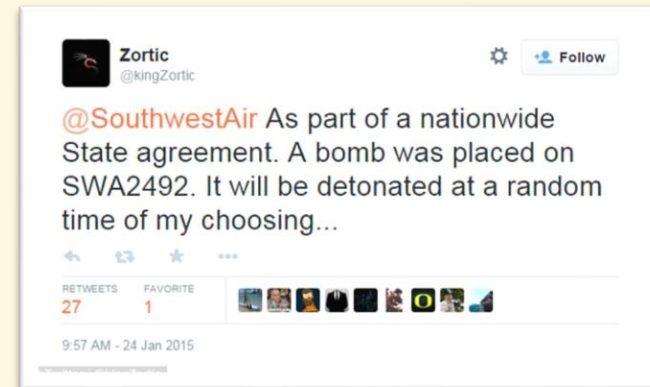 Zortic
@kingZortic
Follow
@SouthwestAir As part of a nationwide
State agreement. A bomb was placed on
SWA2492. It will be detonated at a random
time of my choosing...
RETWEETS
FAVORITE
27
1
9:57 AM - 24 Jan 2015